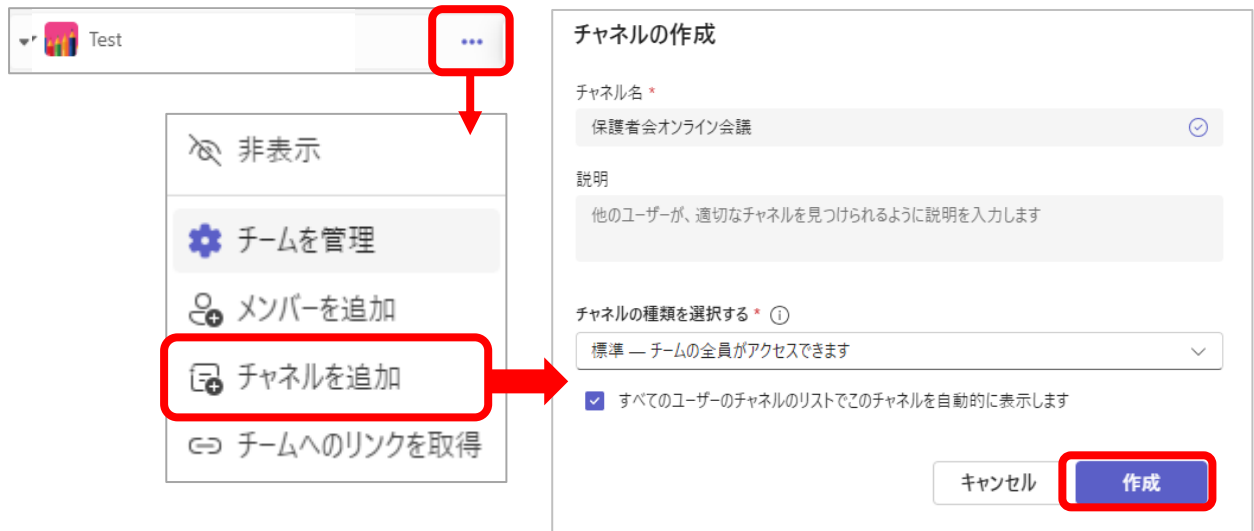 Test
非表示
チームを管理
メンバーを追加
チャネルを追加
チームへのリンクを取得
チャネルの作成
チャネル名 *
保護者会オンライン会議
説明
他のユーザーが、適切なチャネルを見つけられるように説明を入力します
チャネルの種類を選択する *
標準 — チームの全員がアクセスできます
すべてのユーザーのチャネルのリストでこのチャネルを自動的に表示します
キャンセル
作成